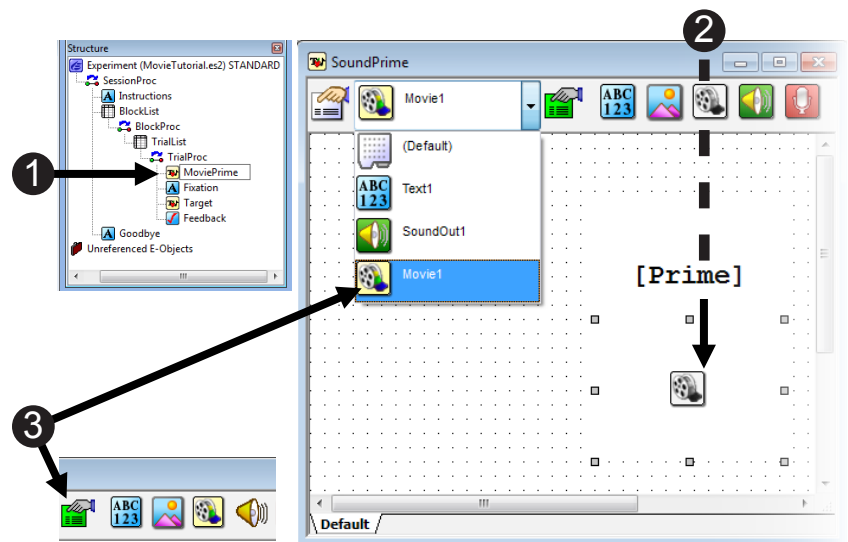 2
Structure
Experiment (MovieTutorial.es2) STANDARD
SessionProc
Instructions
BlockList
BlockProc
TrialList
TrialProc
MoviePrime
Fixation
Target
Feedback
Goodbye
Unreferenced E-Objects
1
SoundPrime
Movie1
ABC
123
(Default)
ABC
123
Text1
SoundOut1
Movie1
[Prime]
Default
3
ABC
123